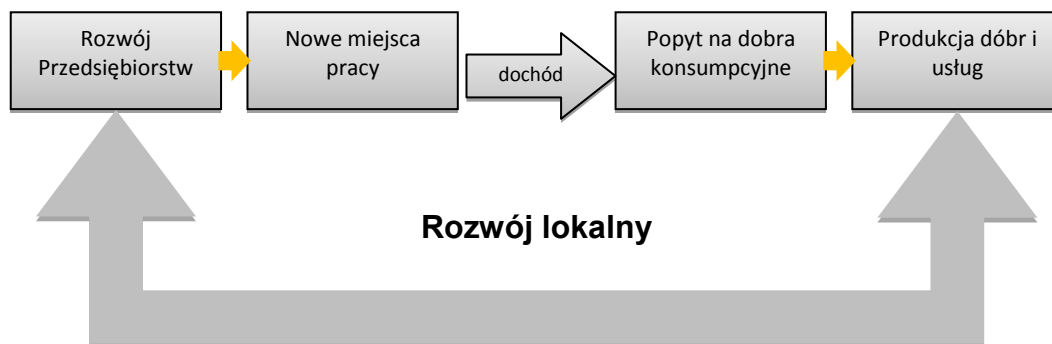 Rozwój
Przedsiębiorstw
Nowe miejsca
pracy
dochód
Popyt na dobra
konsumpcyjne
Produkcja dóbr i
usług
Rozwój lokalny